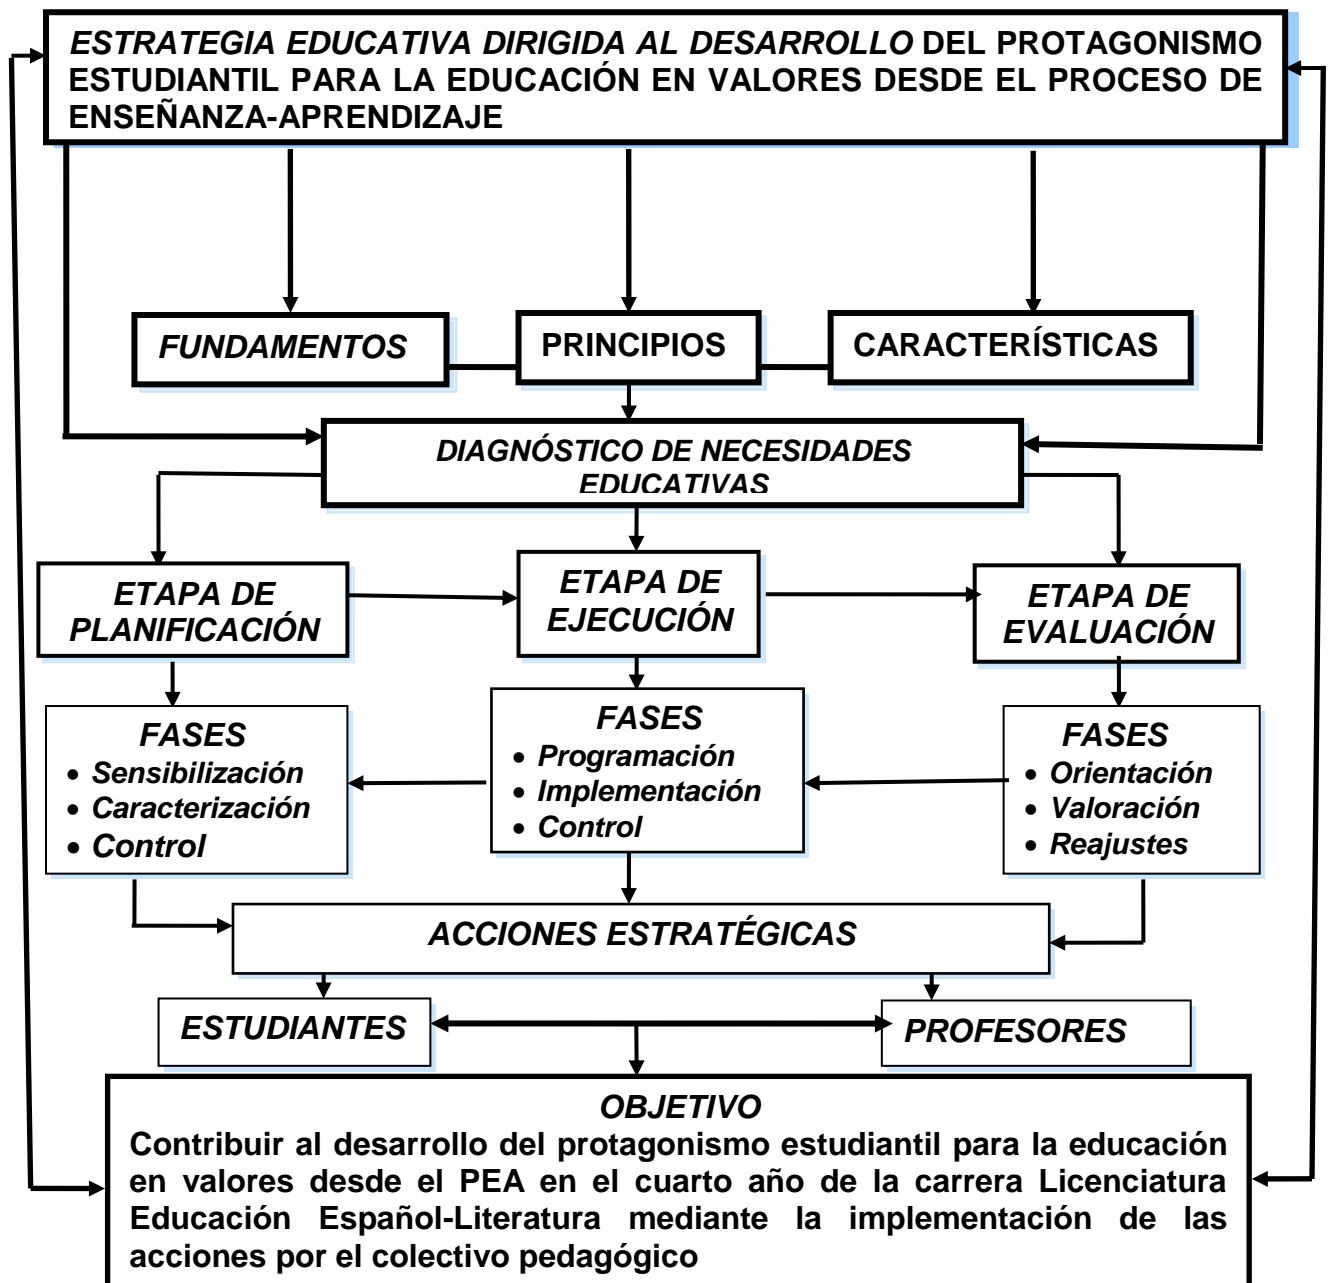 ESTRATEGIA EDUCATIVA DIRIGIDA AL DESARROLLO DEL PROTAGONISMO
ESTUDIANTIL PARA LA EDUCACIÓN EN VALORES DESDE EL PROCESO DE
ENSEÑANZA-APRENDIZAJE
FUNDAMENTOS
PRINCIPIOS
CARACTERÍSTICAS
DIAGNÓSTICO DE NECESIDADES
EDUCATIVAS
ETAPA DE
PLANIFICACIÓN
ETAPA DE
EJECUCIÓN
ETAPA DE
EVALUACIÓN
FASES
• Sensibilización
• Caracterización
• Control
FASES
• Programación
• Implementación
• Control
FASES
• Orientación
• Valoración
• Reajustes
ACCIONES ESTRATÉGICAS
ESTUDIANTES
PROFESORES
OBJETIVO
Contribuir al desarrollo del protagonismo estudiantil para la educación
en valores desde el PEA en el cuarto año de la carrera Licenciatura
Educación Español-Literatura mediante la implementación de las
acciones por el colectivo pedagógico